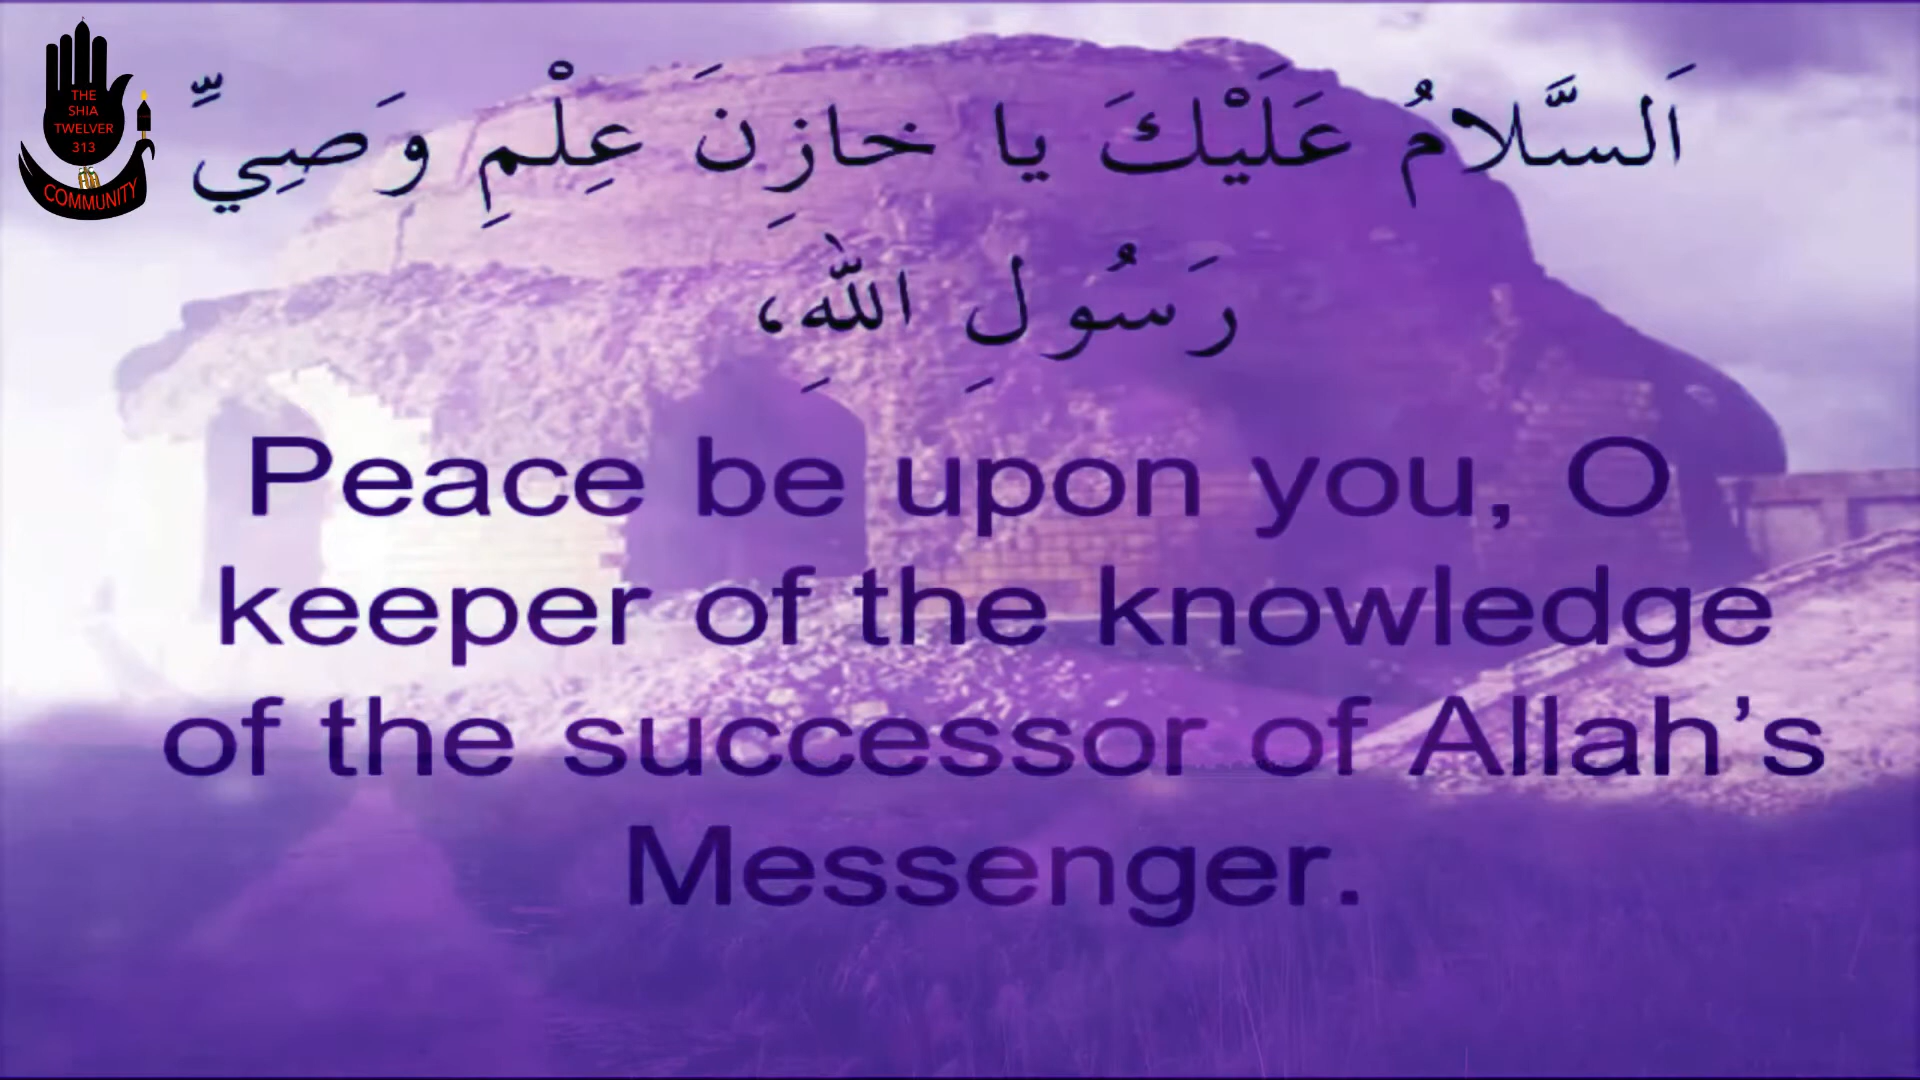 THE
SHIA
TWELVER
313
COMMUNITY
اَلسَّلامُ عَلَيْكَ يا خازِنَ عِلْمِ وَصِيِّ
رَسُولِ اللهِ،
Peace be upon you, O
keeper of the knowledge
of the successor of Allah’s
Messenger.